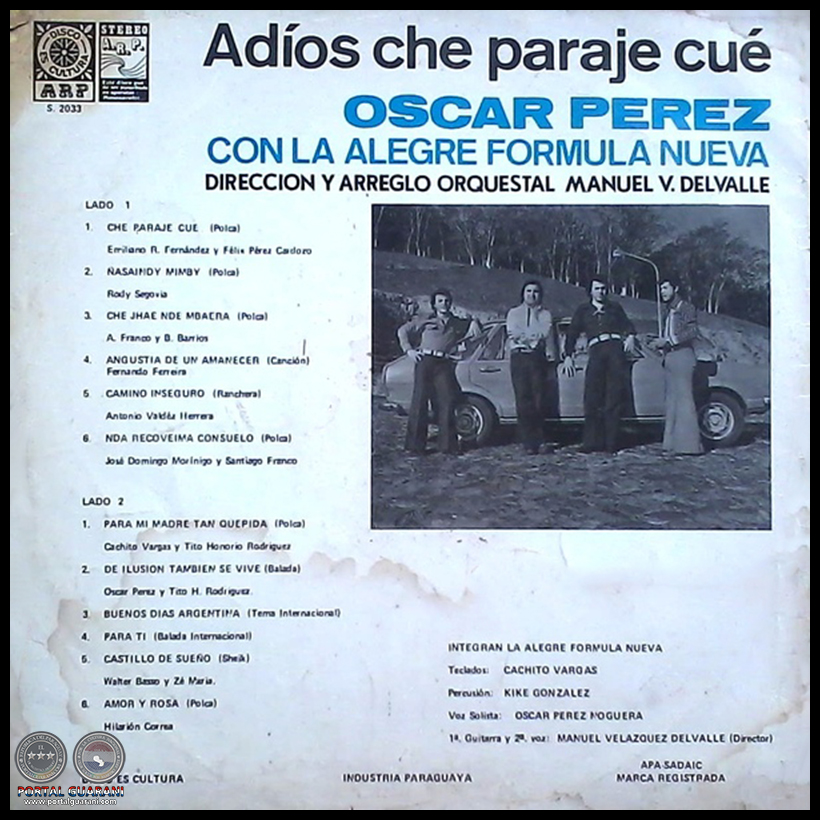 DISCO ES CULTURA
ARP
STEREO
A.R.P.
S. 2033
Adíos che paraje cué
OSCAR PEREZ
CON LA ALEGRE FORMULA NUEVA
DIRECCION Y ARREGLO ORQUESTAL MANUEL V. DELVALLE
LADO 1
1. CHE PARAJE CUE (Polca)
Emiliano R. Fernández y Félix Pérez Cardozo
2. ÑASAINDY MIMBY (Polca)
Rody Segovia
3. CHE JHAE NDE MBAERA (Polca)
A. Franco y B. Barrios
4. ANGUSTIA DE UN AMANECER (Canción)
Fernando Ferreira
5. CAMINO INSEGURO (Ranchera)
Antonio Valdéz Herrera
6. NDA RECOVEIMA CONSUELO (Polca)
José Domingo Morínigo y Santiago Franco
LADO 2
1. PARA MI MADRE TAN QUEPIDA (Polca)
Cachito Vargas y Tito Honorio Rodriguez
2. DE ILUSION TAMBIEN SE VIVE (Balada)
Oscar Perez y Tito H. Rodriguez.
3. BUENOS DIAS ARGENTINA (Tema Internacional)
4. PARA TI (Balada Internacional)
5. CASTILLO DE SUEÑO (Sheik)
Walter Basso y Zé Maria.
6. AMOR Y ROSA (Polca)
Hilarión Correa
INTEGRAN LA ALEGRE FORMULA NUEVA
Teclados: CACHITO VARGAS
Percusión: KIKE GONZALEZ
Voz Solista: OSCAR PEREZ NOGUERA
1ª. Guitarra y 2ª. voz: MANUEL VELAZQUEZ DELVALLE (Director)
ES CULTURA
INDUSTRIA PARAGUAYA
APA-SADAIC
MARCA REGISTRADA
PORTAL GUARANI
www.portalguarani.com